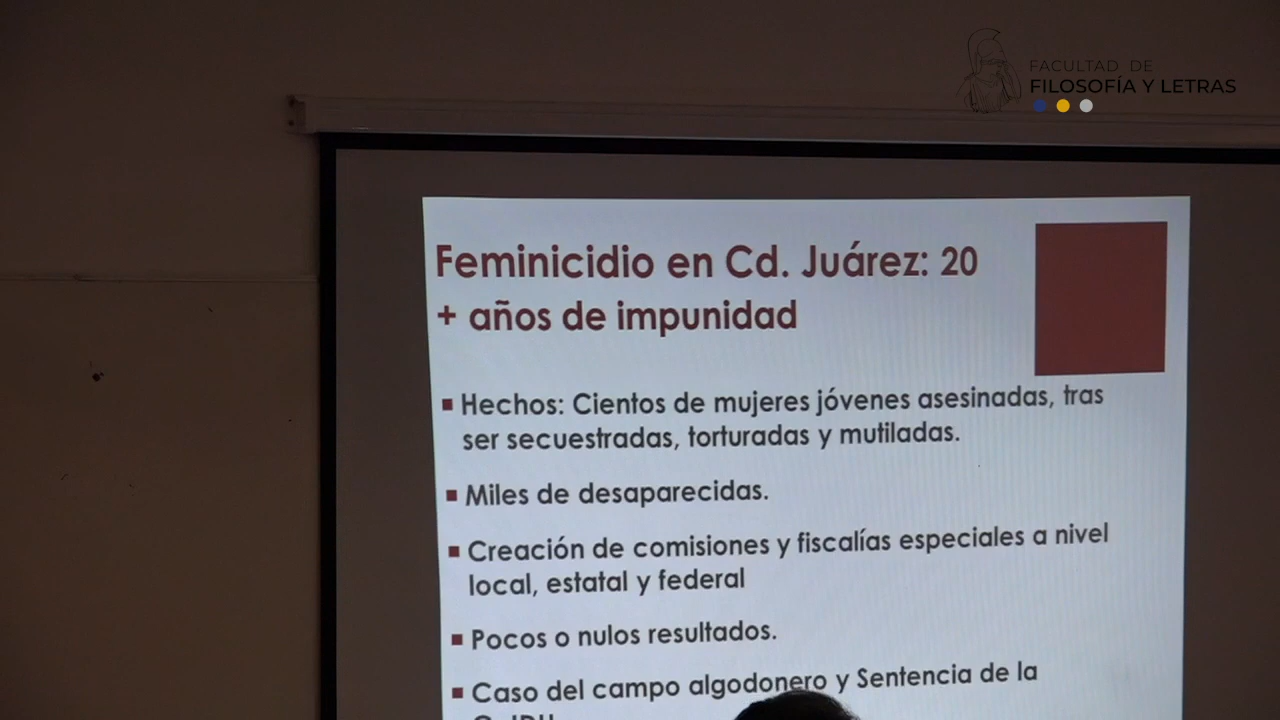 FACULTAD DE
FILOSOFÍA Y LETRAS
Feminicidio en Cd. Juárez: 20
+ años de impunidad
Hechos: Cientos de mujeres jóvenes asesinadas, tras
ser secuestradas, torturadas y mutiladas.
Miles de desaparecidas.
Creación de comisiones y fiscalías especiales a nivel
local, estatal y federal
Pocos o nulos resultados.
Caso del campo algodonero y Sentencia de la